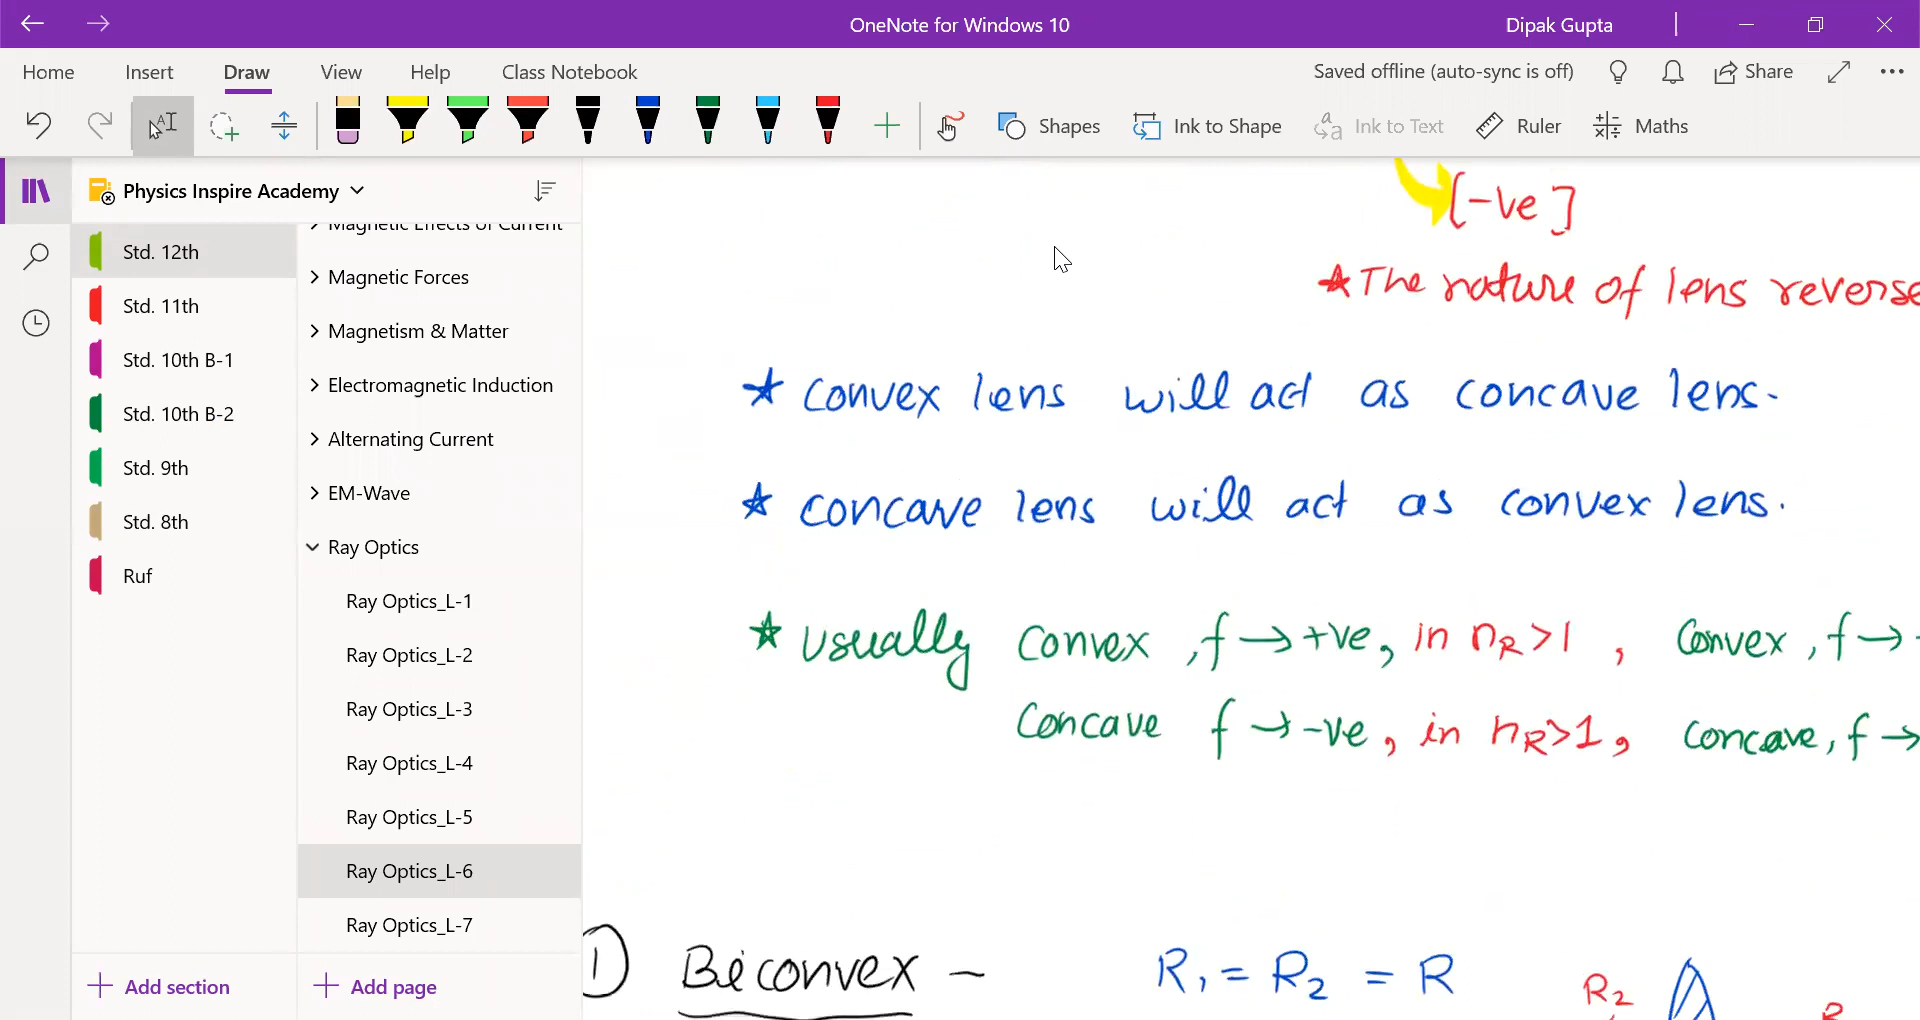 OneNote for Windows 10
Dipak Gupta
Home Insert Draw View Help Class Notebook
Saved offline (auto-sync is off) Share
Shapes Ink to Shape Ink to Text Ruler Maths
Physics Inspire Academy
Std. 12th
Std. 11th
Std. 10th B-1
Std. 10th B-2
Std. 9th
Std. 8th
Ruf
Add section
Magnetic Effects of Current
Magnetic Forces
Magnetism & Matter
Electromagnetic Induction
Alternating Current
EM-Wave
Ray Optics
Ray Optics_L-1
Ray Optics_L-2
Ray Optics_L-3
Ray Optics_L-4
Ray Optics_L-5
Ray Optics_L-6
Ray Optics_L-7
Add page
[-ve]
★ The nature of lens reverse
★ convex lens will act as concave lens.
★ concave lens will act as convex lens.
★ usually convex, f → +ve, in nR>1, convex, f →
concave f → -ve, in nR>1, concave, f →
1) Biconvex – R1 = R2 = R
R2